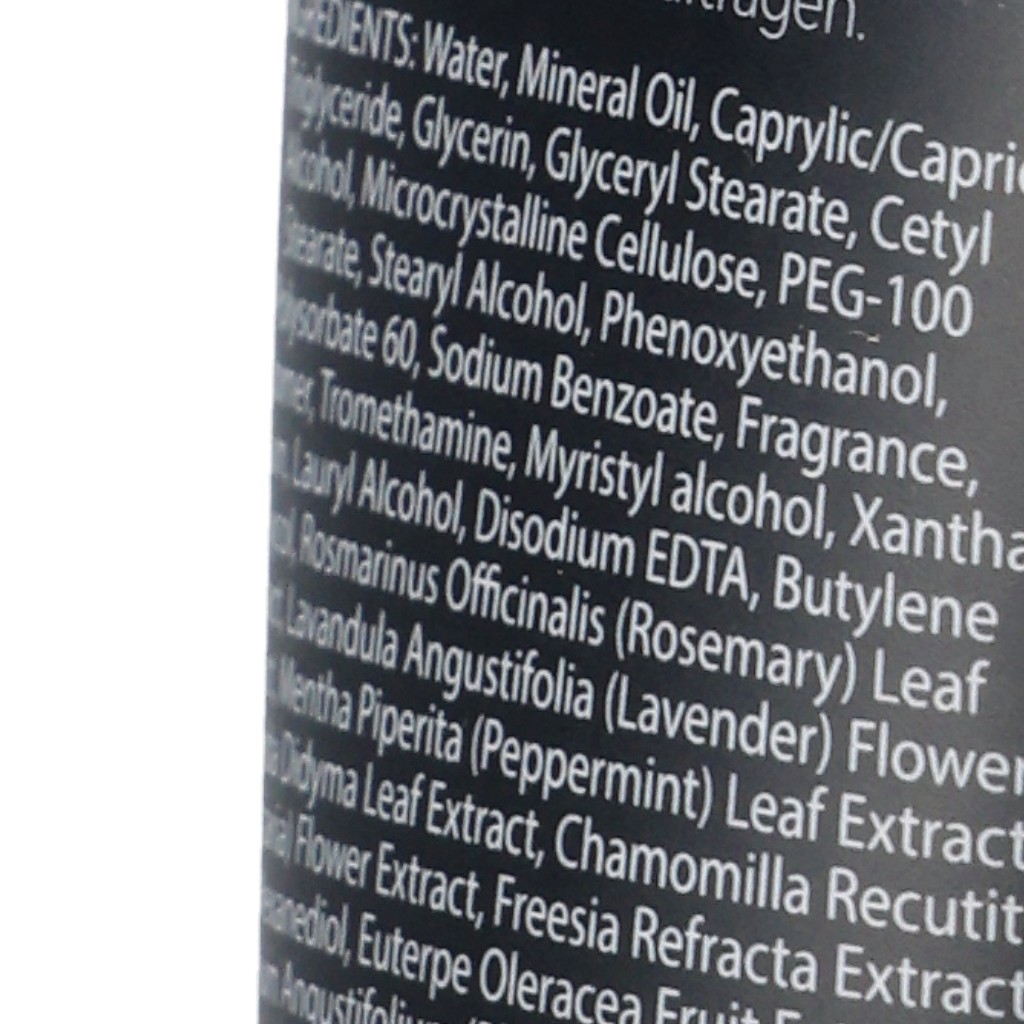 INGREDIENTS: Water, Mineral Oil, Caprylic/Capric
Triglyceride, Glycerin, Glyceryl Stearate, Cetyl
Alcohol, Microcrystalline Cellulose, PEG-100
Stearate, Stearyl Alcohol, Phenoxyethanol,
Polysorbate 60, Sodium Benzoate, Fragrance,
Tromethamine, Myristyl alcohol, Xantha
Lauryl Alcohol, Disodium EDTA, Butylene
Rosmarinus Officinalis (Rosemary) Leaf
Lavandula Angustifolia (Lavender) Flower
Mentha Piperita (Peppermint) Leaf Extract
Didyma Leaf Extract, Chamomilla Recutit
Flower Extract, Freesia Refracta Extract
Euterpe Oleracea Fruit